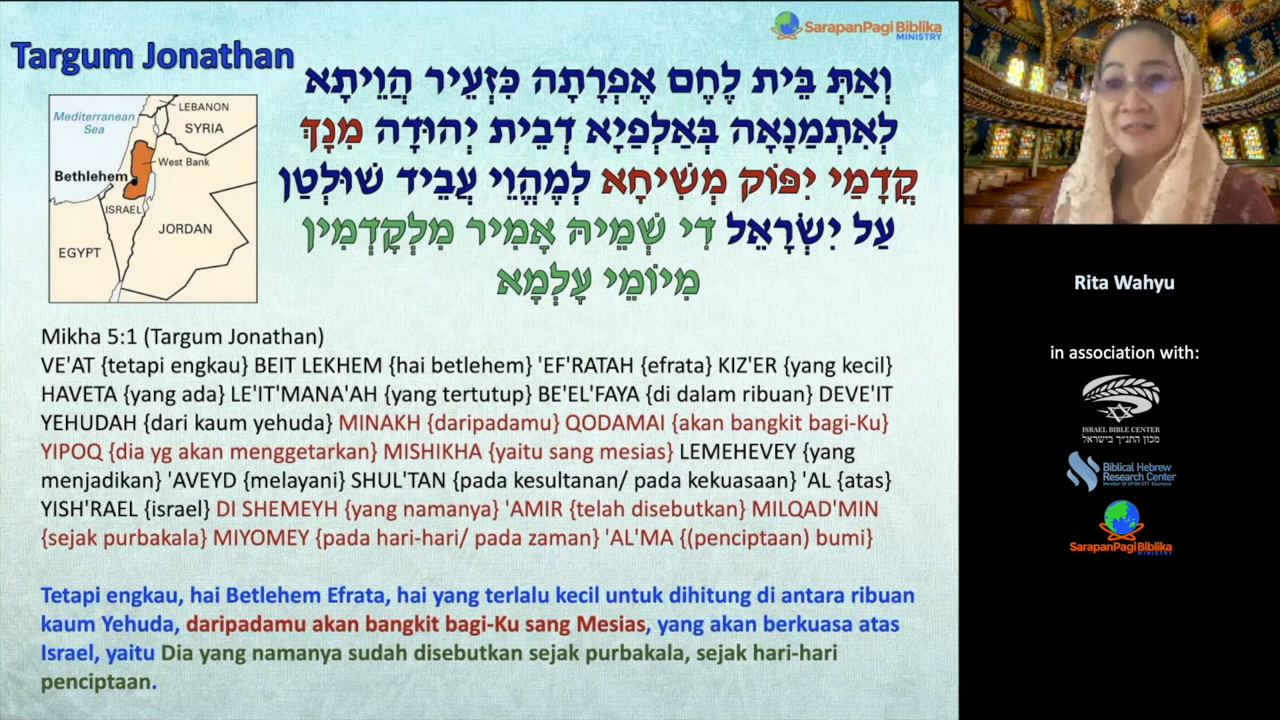 SarapanPagi Biblika
MINISTRY
Targum Jonathan
וְאַתְּ בֵּית לֶחֶם אֶפְרָתָה כִּזְעֵיר הֲוֵיתָא
לְאִתְמַנָאָה בְּאַלְפַיָא דְבֵית יְהוּדָה מִנָךְ
קֳדָמַי יִפּוֹק מְשִׁיחָא לְמֶהֱוֵי עֲבֵיד שׁוּלְטַן
עַל יִשְׂרָאֵל דִי שְׁמֵיהּ אָמִיר מִלְקָדְמִין
מִיוֹמֵי עָלְמָא
Mediterranean
Sea
LEBANON
SYRIA
West Bank
Bethlehem
ISRAEL
JORDAN
EGYPT
Mikha 5:1 (Targum Jonathan)
VE'AT {tetapi engkau} BEIT LEKHEM {hai betlehem} 'EF'RATAH {efrata} KIZ'ER {yang kecil}
HAVETA {yang ada} LE'IT'MANA'AH {yang tertutup} BE'EL'FAYA {di dalam ribuan} DEVE'IT
YEHUDAH {dari kaum yehuda} MINAKH {daripadamu} QODAMAI {akan bangkit bagi-Ku}
YIPOQ {dia yg akan menggetarkan} MISHIKHA {yaitu sang mesias} LEMEHEVEY {yang
menjadikan} 'AVEYD {melayani} SHUL'TAN {pada kesultanan/ pada kekuasaan} 'AL {atas}
YISH'RAEL {israel} DI SHEMEYH {yang namanya} 'AMIR {telah disebutkan} MILQAD'MIN
{sejak purbakala} MIYOMEY {pada hari-hari/ pada zaman} 'AL'MA {(penciptaan) bumi}
Tetapi engkau, hai Betlehem Efrata, hai yang terlalu kecil untuk dihitung di antara ribuan
kaum Yehuda, daripadamu akan bangkit bagi-Ku sang Mesias, yang akan berkuasa atas
Israel, yaitu Dia yang namanya sudah disebutkan sejak purbakala, sejak hari-hari
penciptaan.
Rita Wahyu
in association with:
ISRAEL BIBLE CENTER
מכון התנ"ך בישראל
Biblical Hebrew
Research Center
SarapanPagi Biblika
MINISTRY